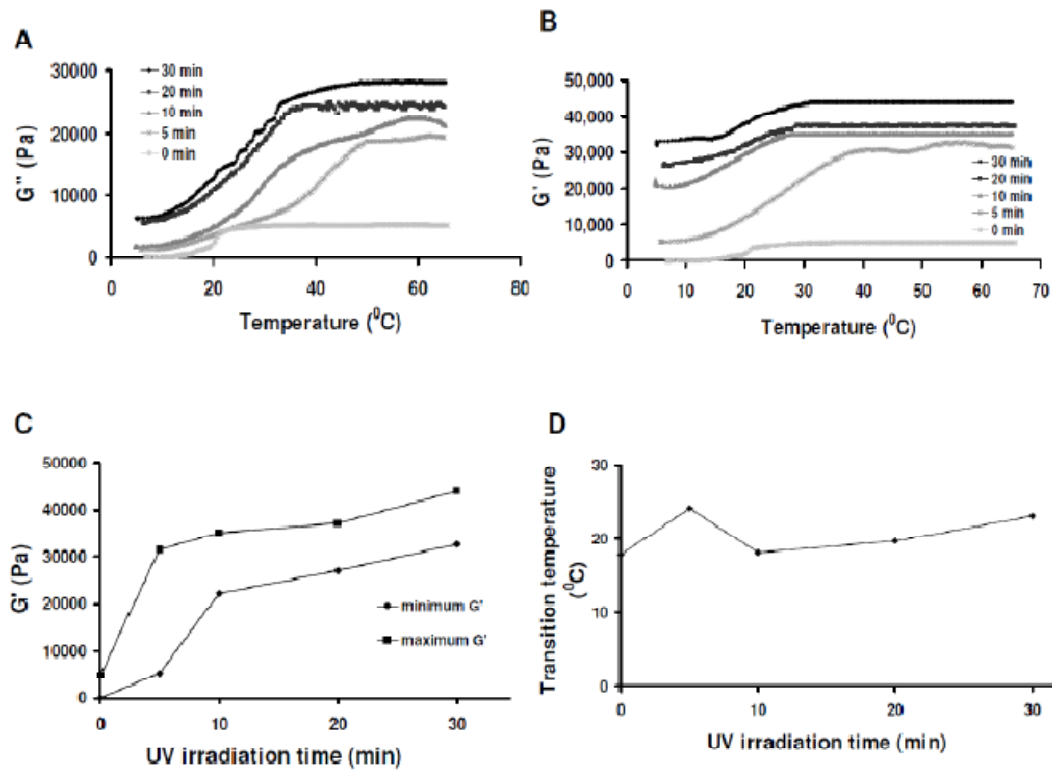 A
30000
20000
10000
0
G" (Pa)
30 min
20 min
10 min
5 min
0 min
0 20 40 60 80
Temperature (⁰C)
B
50,000
40,000
30,000
20,000
10,000
0
G' (Pa)
30 min
20 min
10 min
5 min
0 min
0 10 20 30 40 50 60 70
Temperature (⁰C)
C
50000
40000
30000
20000
10000
0
G' (Pa)
minimum G'
maximum G'
0 10 20 30
UV irradiation time (min)
D
30
20
10
0
Transition temperature
(⁰C)
0 10 20 30
UV irradiation time (min)